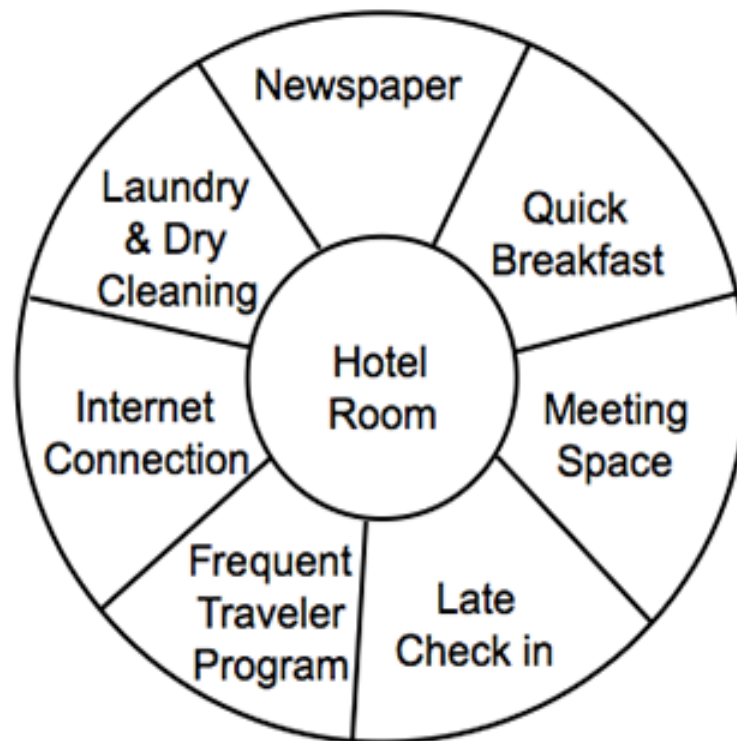 Newspaper
Quick
Breakfast
Meeting
Space
Late
Check in
Frequent
Traveler
Program
Internet
Connection
Laundry
& Dry
Cleaning
Hotel
Room